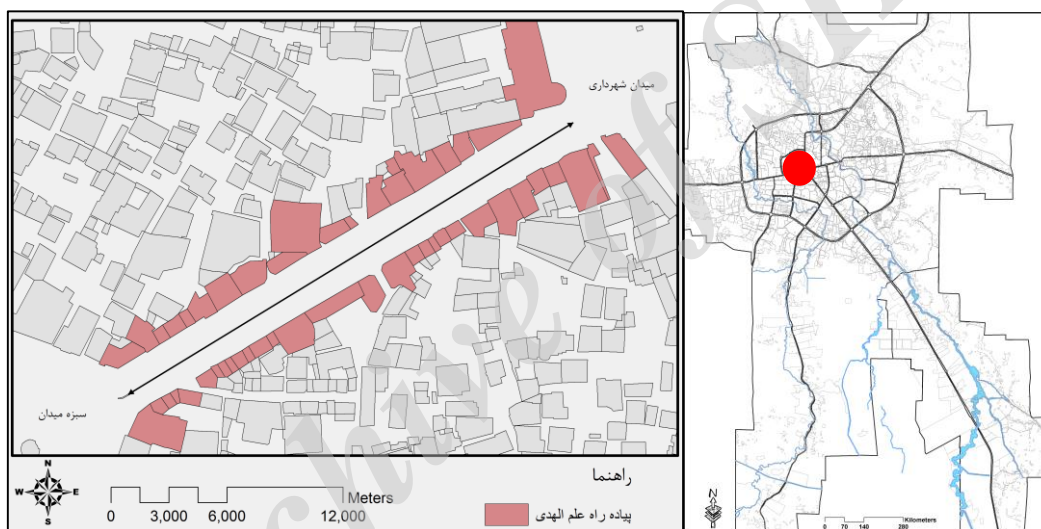 میدان شهرداری
سبزه میدان
راهنما
پیاده راه علم الهدی
N
W E
S
Meters
0 3,000 6,000 12,000
N
Kilometers
0 70 140 280